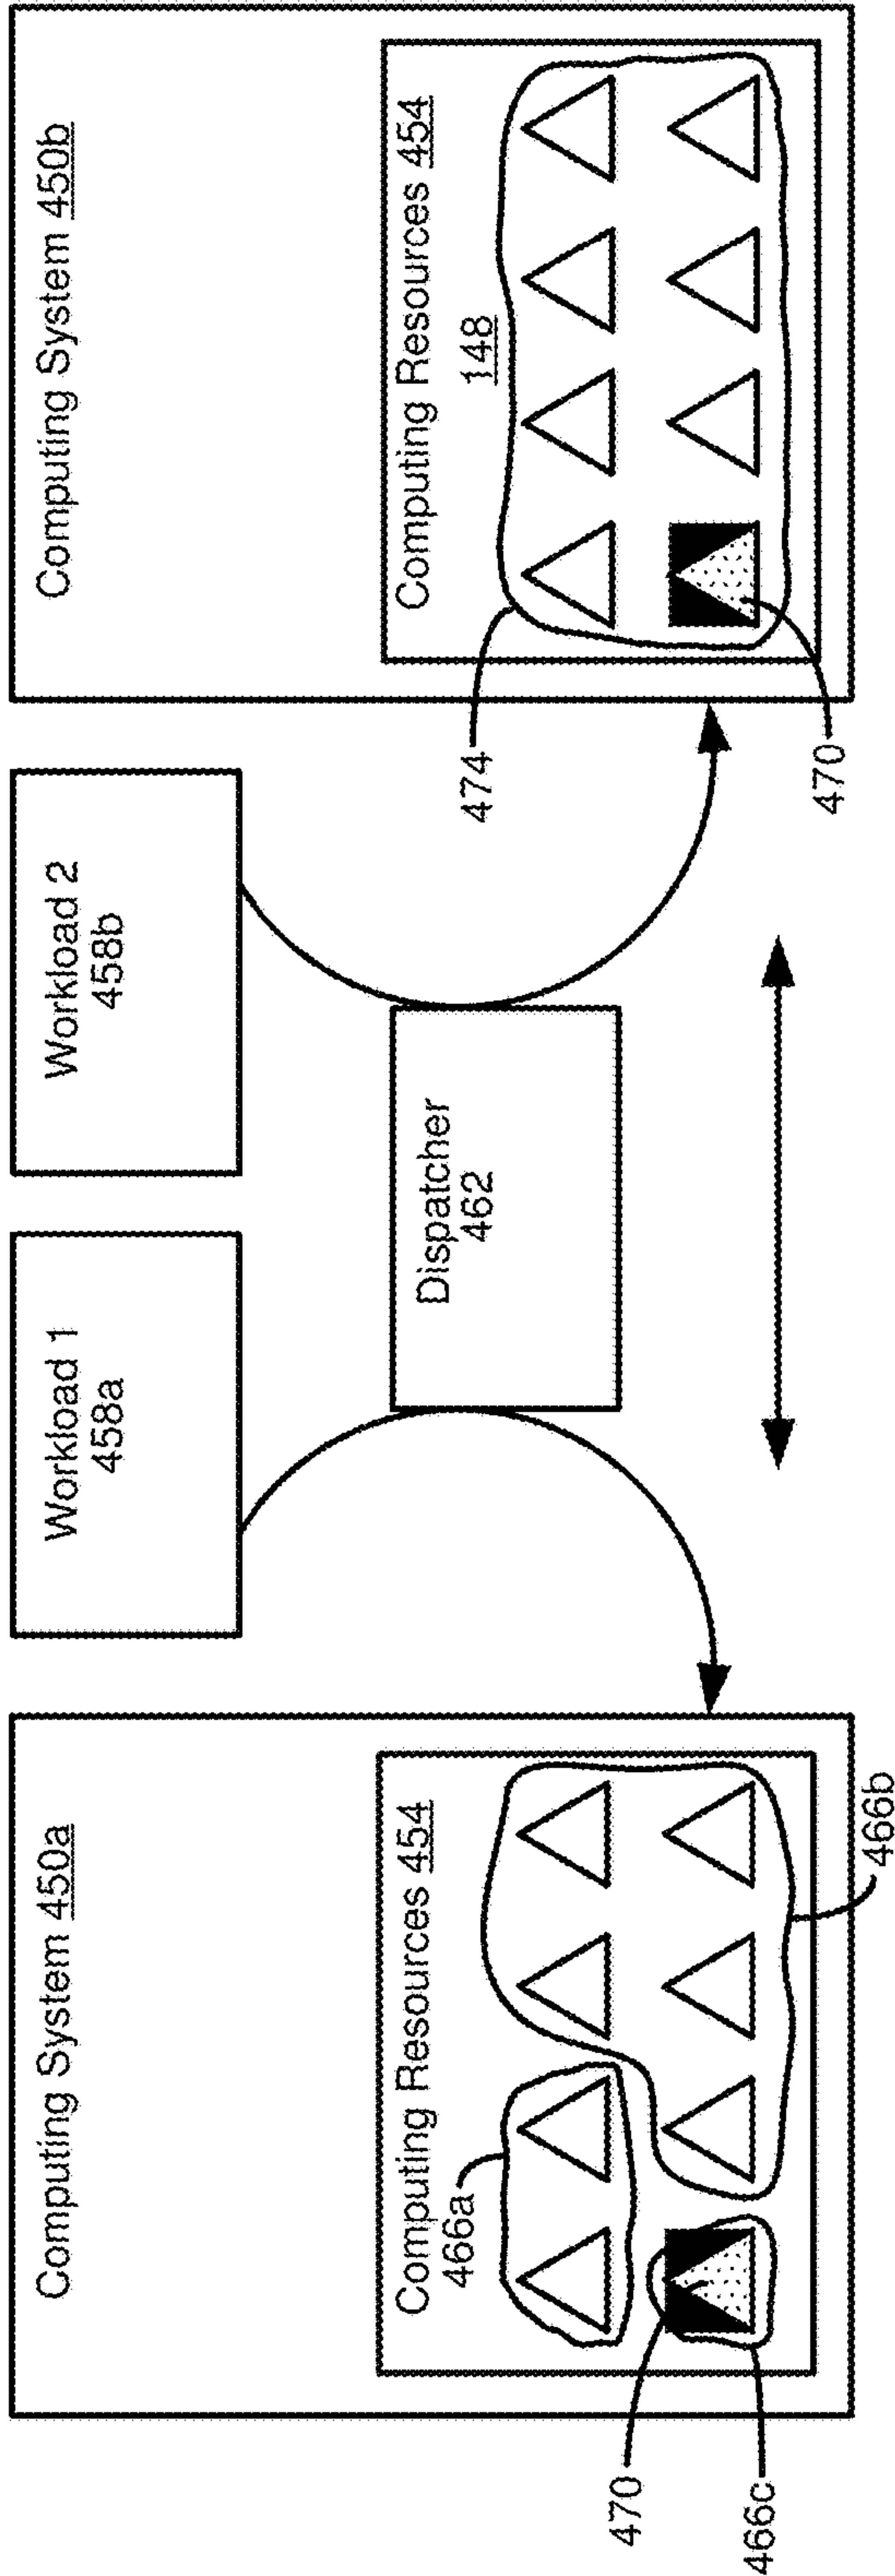 Computing System 450a
Computing Resources 454
466a
470
466c
466b
Workload 1
458a
Workload 2
458b
Dispatcher
462
Computing System 450b
Computing Resources 454
148
474
470